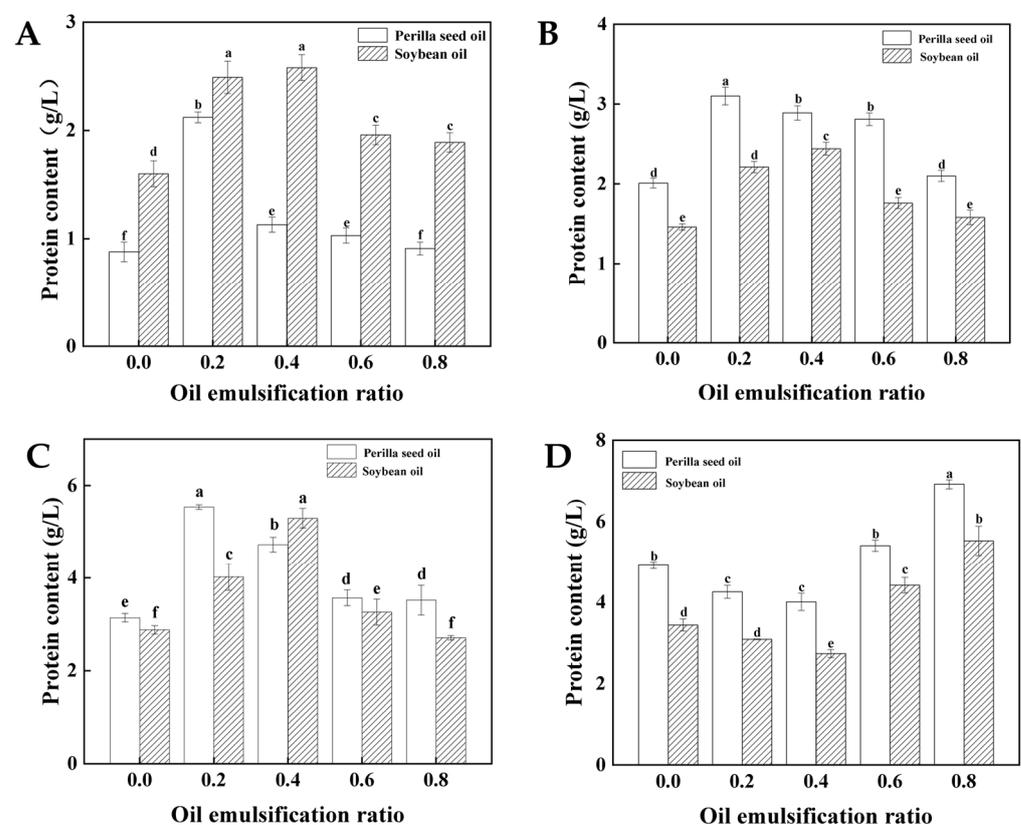 A
3
2
1
0
Protein content（g/L）
Perilla seed oil
Soybean oil
f
d
b
a
e
a
e
c
f
c
0.0 0.2 0.4 0.6 0.8
Oil emulsification ratio
B
4
3
2
1
0
Protein content (g/L)
Perilla seed oil
Soybean oil
d
e
a
d
b
c
b
e
d
e
0.0 0.2 0.4 0.6 0.8
Oil emulsification ratio
C
6
4
2
0
Protein content (g/L)
Perilla seed oil
Soybean oil
e
f
a
c
b
a
d
e
d
f
0.0 0.2 0.4 0.6 0.8
Oil emulsification ratio
D
8
6
4
2
0
Protein content (g/L)
Perilla seed oil
Soybean oil
b
d
c
d
c
e
b
c
a
b
0.0 0.2 0.4 0.6 0.8
Oil emulsification ratio